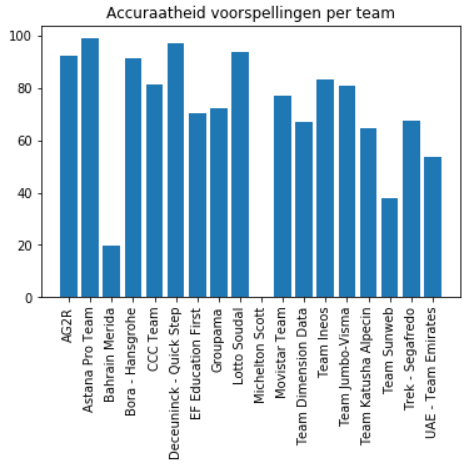 Accuraatheid voorspellingen per team
100
80
60
40
20
0
AG2R
Astana Pro Team
Bahrain Merida
Bora - Hansgrohe
CCC Team
Deceuninck - Quick Step
EF Education First
Groupama
Lotto Soudal
Michelton Scott
Movistar Team
Team Dimension Data
Team Ineos
Team Jumbo-Visma
Team Katusha Alpecin
Team Sunweb
Trek - Segafredo
UAE - Team Emirates